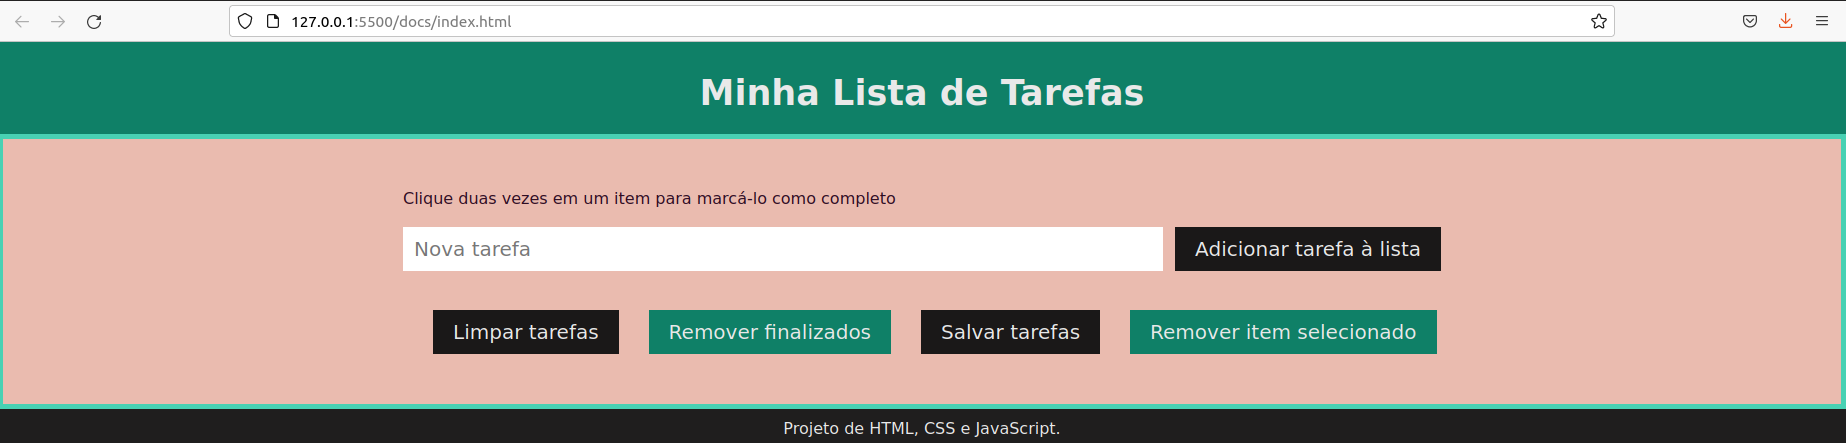 127.0.0.1:5500/docs/index.html
Minha Lista de Tarefas
Clique duas vezes em um item para marcá-lo como completo
Nova tarefa
Adicionar tarefa à lista
Limpar tarefas
Remover finalizados
Salvar tarefas
Remover item selecionado
Projeto de HTML, CSS e JavaScript.